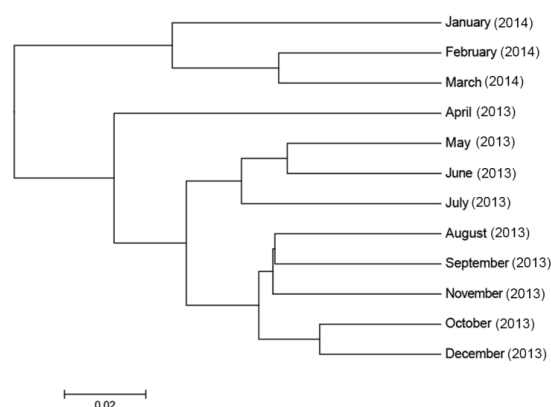 January (2014)
February (2014)
March (2014)
April (2013)
May (2013)
June (2013)
July (2013)
August (2013)
September (2013)
November (2013)
October (2013)
December (2013)
0.02